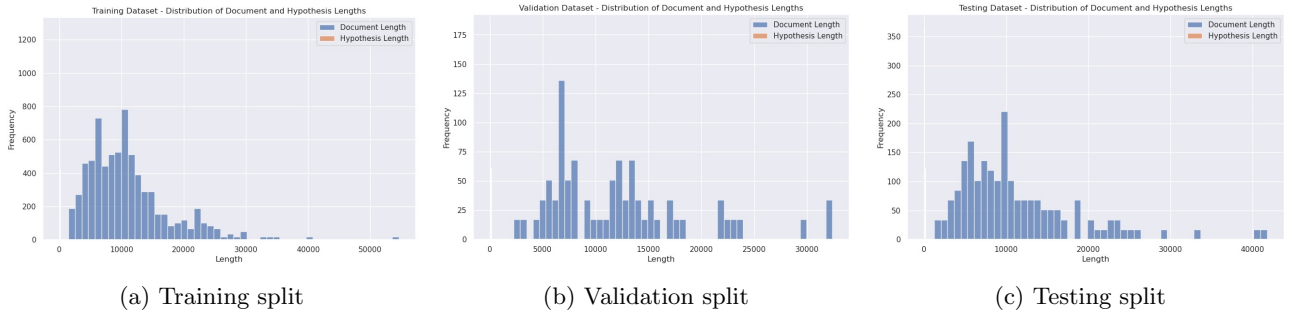 Training Dataset - Distribution of Document and Hypothesis Lengths
Document Length
Hypothesis Length
1200
1000
800
600
400
200
0
Frequency
0 10000 20000 30000 40000 50000
Length
(a) Training split
Validation Dataset - Distribution of Document and Hypothesis Lengths
Document Length
Hypothesis Length
175
150
125
100
75
50
25
0
Frequency
0 5000 10000 15000 20000 25000 30000
Length
(b) Validation split
Testing Dataset - Distribution of Document and Hypothesis Lengths
Document Length
Hypothesis Length
350
300
250
200
150
100
50
0
Frequency
0 10000 20000 30000 40000
Length
(c) Testing split